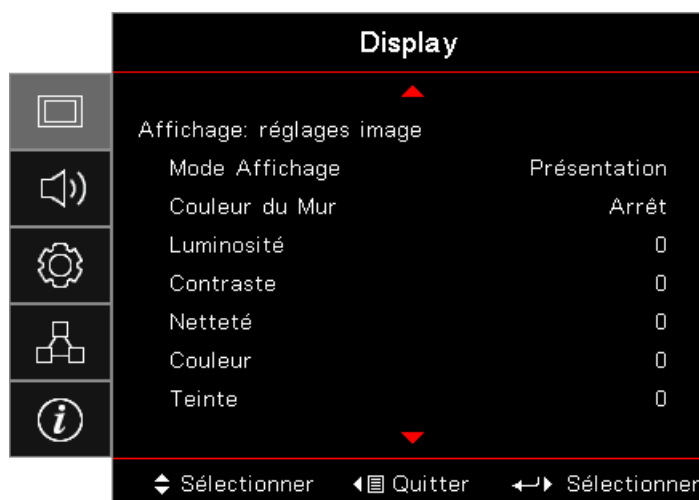 Display
Affichage: réglages image
Mode Affichage Présentation
Couleur du Mur Arrêt
Luminosité 0
Contraste 0
Netteté 0
Couleur 0
Teinte 0
Sélectionner Quitter Sélectionner